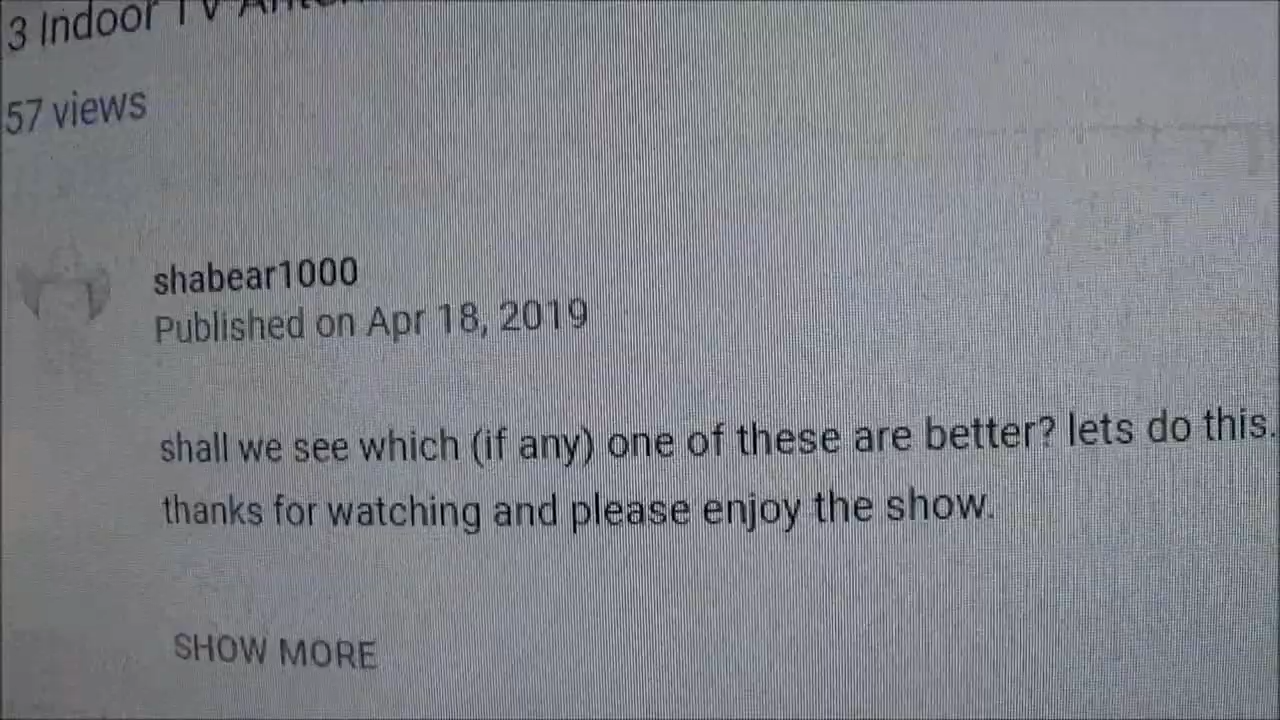 3 Indoor TV
57 views
shabear1000
Published on Apr 18, 2019
shall we see which (if any) one of these are better? lets do this.
thanks for watching and please enjoy the show.
SHOW MORE